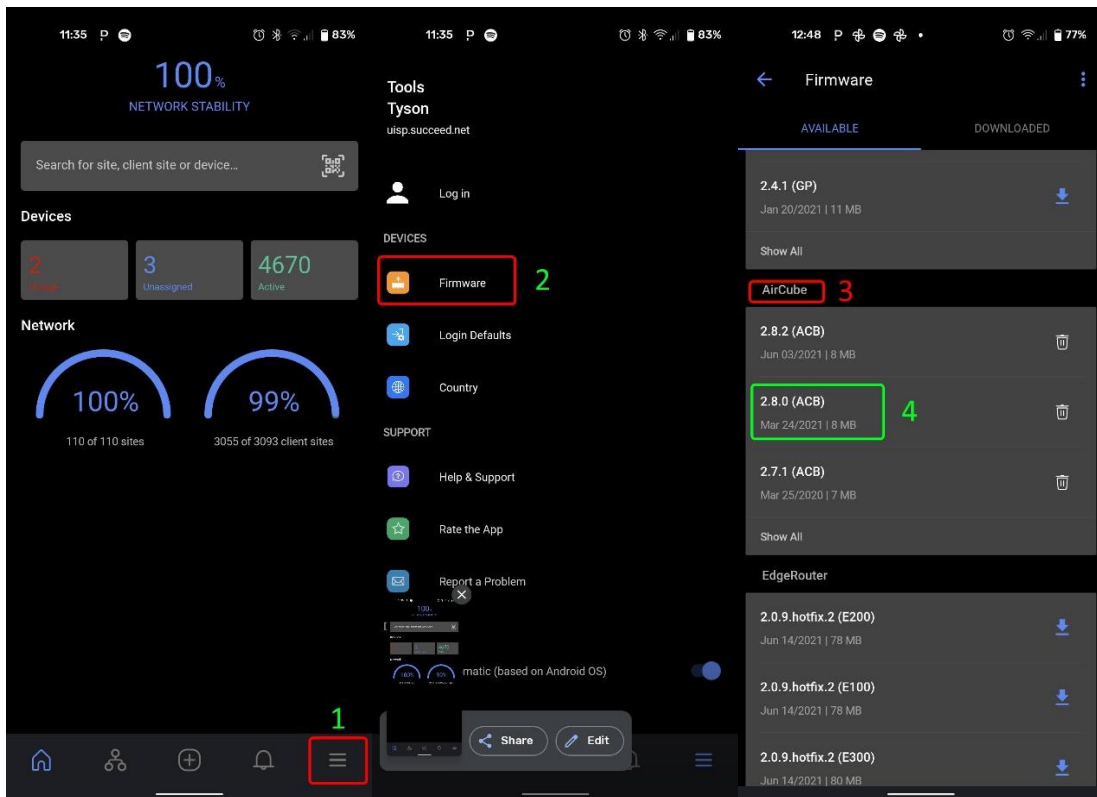 11:35 P
83%
100%
NETWORK STABILITY
Search for site, client site or device...
Devices
2
3
Unassigned
4670
Active
Network
100%
110 of 110 sites
99%
3055 of 3093 client sites
1
11:35 P
83%
Tools
Tyson
uisp.succeed.net
Log in
DEVICES
Firmware
2
Login Defaults
Country
SUPPORT
Help & Support
Rate the App
Report a Problem
matic (based on Android OS)
Share
Edit
12:48 P
77%
Firmware
AVAILABLE
DOWNLOADED
2.4.1 (GP)
Jan 20/2021 | 11 MB
Show All
AirCube
3
2.8.2 (ACB)
Jun 03/2021 | 8 MB
2.8.0 (ACB)
Mar 24/2021 | 8 MB
4
2.7.1 (ACB)
Mar 25/2020 | 7 MB
Show All
EdgeRouter
2.0.9.hotfix.2 (E200)
Jun 14/2021 | 78 MB
2.0.9.hotfix.2 (E100)
Jun 14/2021 | 78 MB
2.0.9.hotfix.2 (E300)
Jun 14/2021 | 80 MB